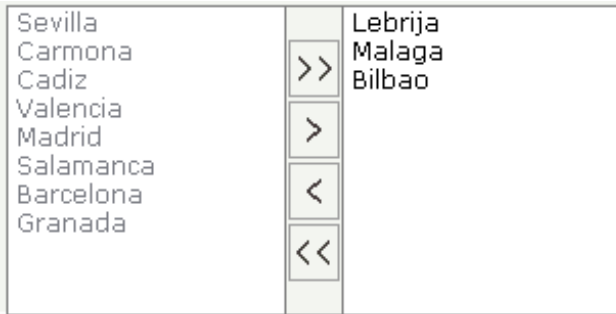 Sevilla
Carmona
Cadiz
Valencia
Madrid
Salamanca
Barcelona
Granada
>>
>
<
<<
Lebrija
Malaga
Bilbao